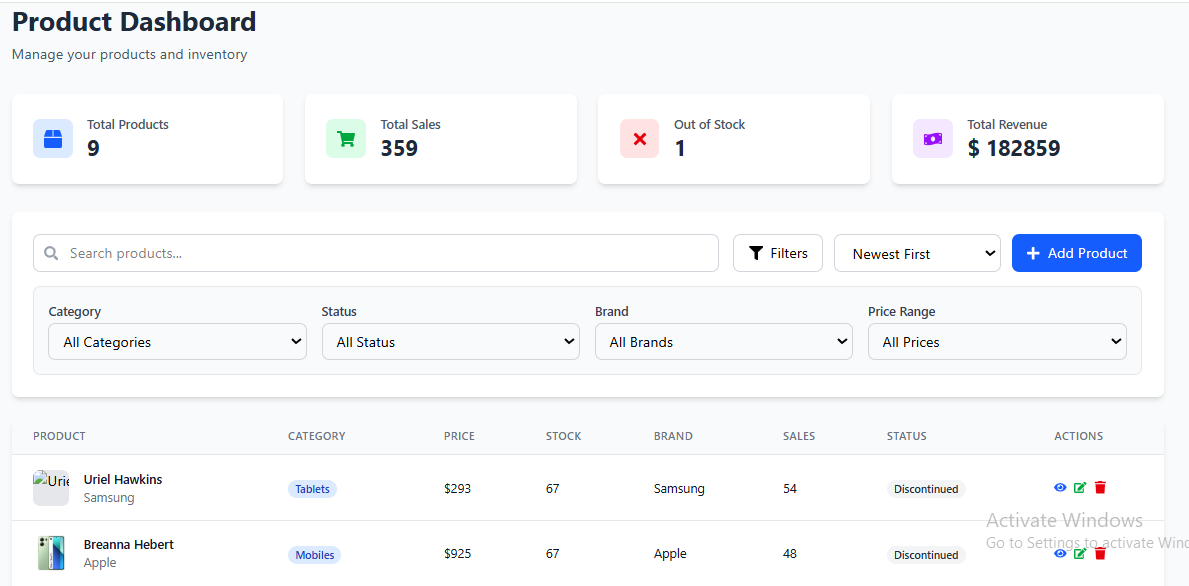 Product Dashboard
Manage your products and inventory
Total Products
9
Total Sales
359
Out of Stock
1
Total Revenue
$ 182859
Search products...
Filters
Newest First
Add Product
Category
Status
Brand
Price Range
All Categories
All Status
All Brands
All Prices
PRODUCT CATEGORY PRICE STOCK BRAND SALES STATUS ACTIONS
Urie
Uriel Hawkins
Samsung
Tablets
$293
67
Samsung
54
Discontinued
Breanna Hebert
Apple
Mobiles
$925
67
Apple
48
Discontinued
Activate Windows
Go to Settings to activate Wind